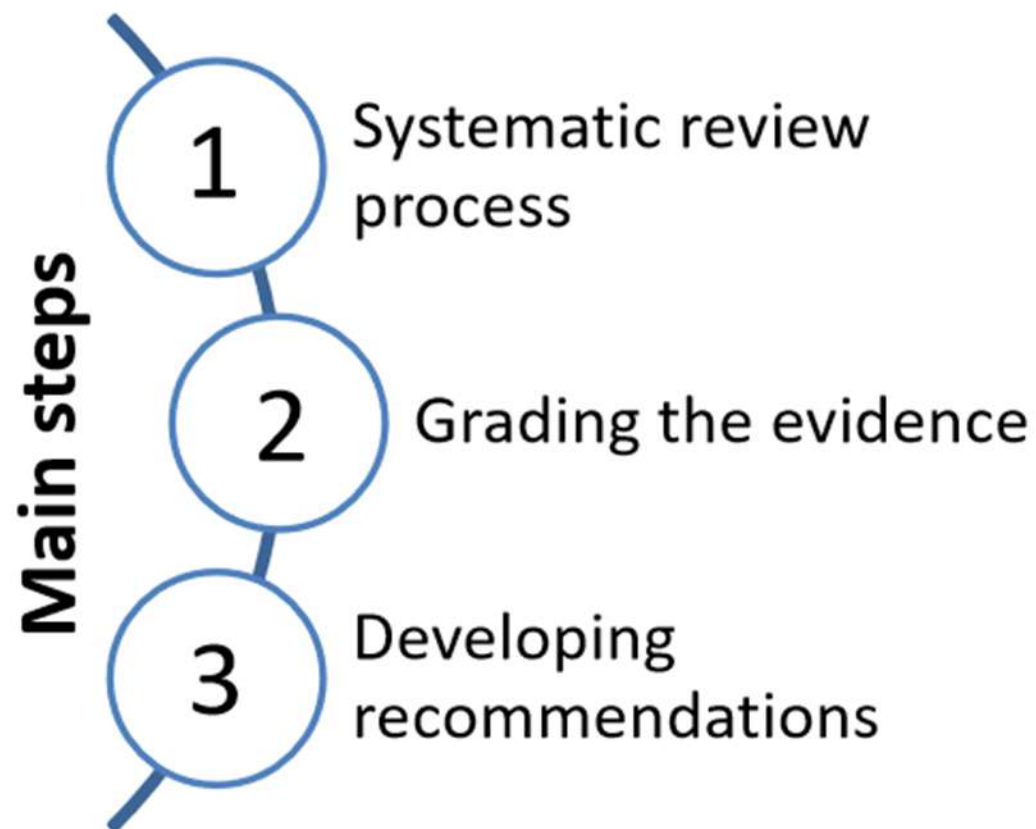 Main steps
1
Systematic review
process
2
Grading the evidence
3
Developing
recommendations